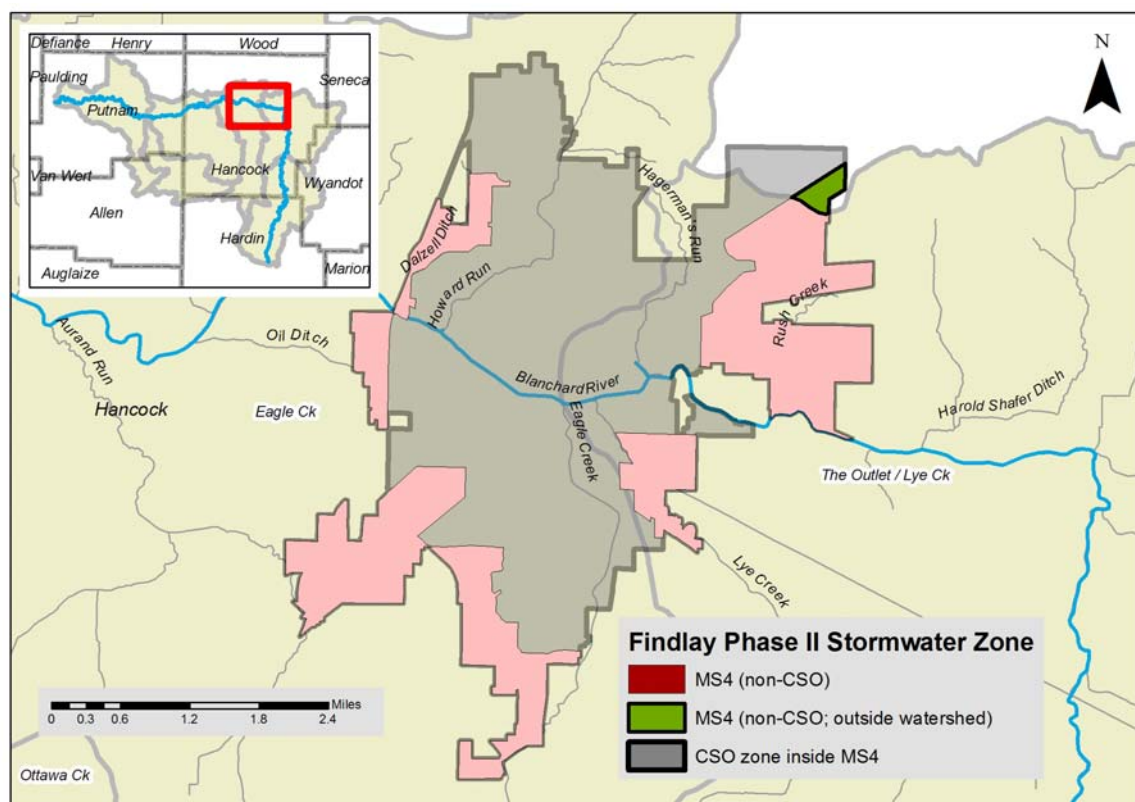 Defiance
Henry
Wood
Paulding
Seneca
Putnam
Hancock
Van Wert
Wyandot
Allen
Hardin
Auglaize
Marion
N
Hagerman's Run
Dalzell Ditch
Howard Run
Rush Creek
Oil Ditch
Aurand Run
Blanchard River
Hancock
Eagle Ck
Eagle Creek
Harold Shafer Ditch
The Outlet / Lye Ck
Lye Creek
Findlay Phase II Stormwater Zone
MS4 (non-CSO)
MS4 (non-CSO; outside watershed)
CSO zone inside MS4
Miles
0 0.3 0.6 1.2 1.8 2.4
Ottawa Ck